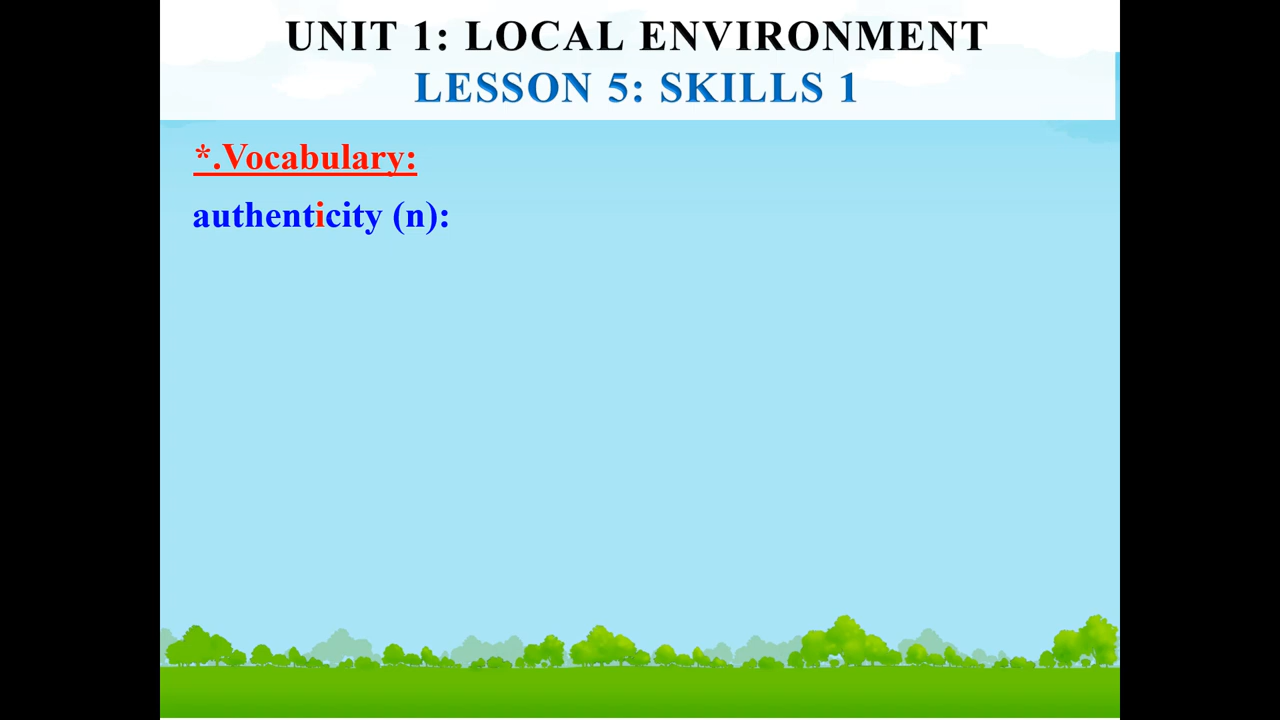 UNIT 1: LOCAL ENVIRONMENT
LESSON 5: SKILLS 1
*.Vocabulary:
authenticity (n):